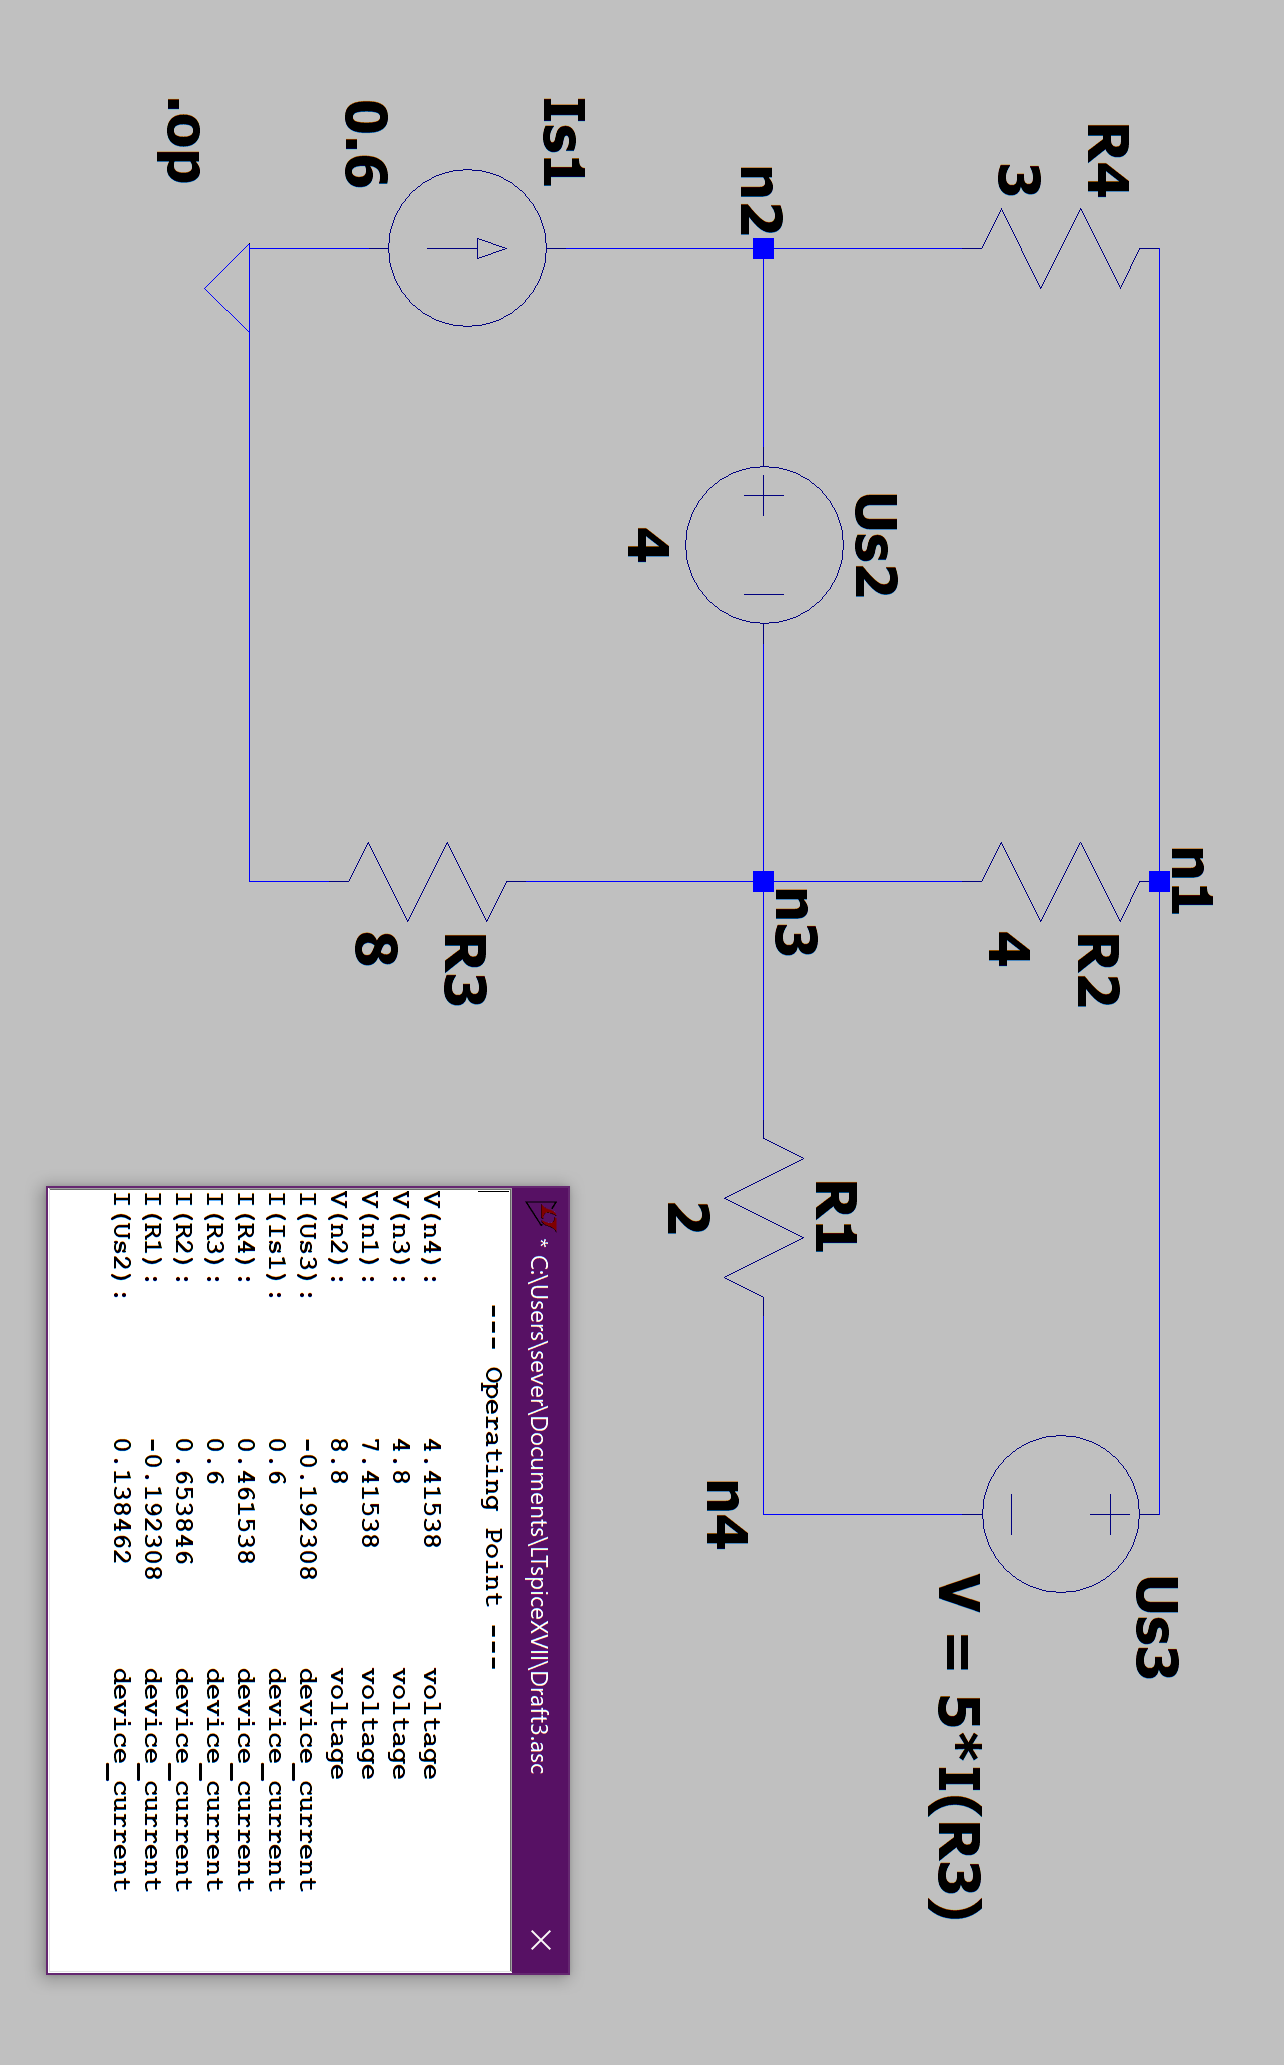 R4
3
n1
R2
4
Us3
V = 5*I(R3)
n2
Us2
4
n3
R1
2
n4
Is1
0.6
R3
8
.op
* C:\Users\sever\Documents\LTspiceXVII\Draft3.asc
--- Operating Point ---
V(n4): 4.41538 voltage
V(n3): 4.8 voltage
V(n1): 7.41538 voltage
V(n2): 8.8 voltage
I(Us3): -0.192308 device_current
I(Is1): 0.6 device_current
I(R4): 0.461538 device_current
I(R3): 0.6 device_current
I(R2): 0.653846 device_current
I(R1): -0.192308 device_current
I(Us2): 0.138462 device_current